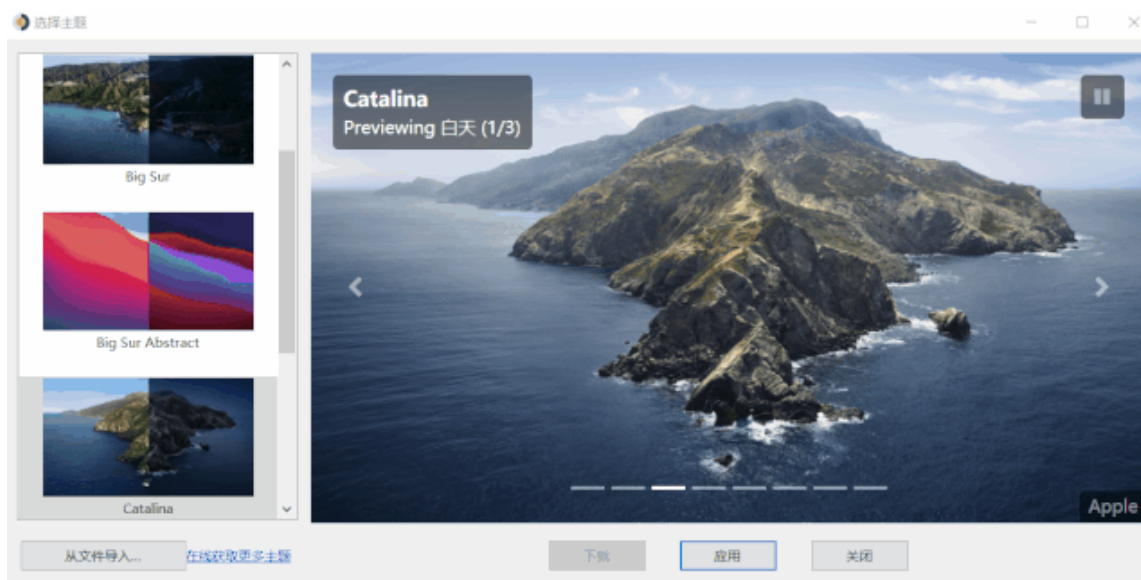 选择主题
Big Sur
Big Sur Abstract
Catalina
Catalina
Previewing 白天 (1/3)
Apple
从文件导入...
在线获取更多主题
下载
应用
关闭